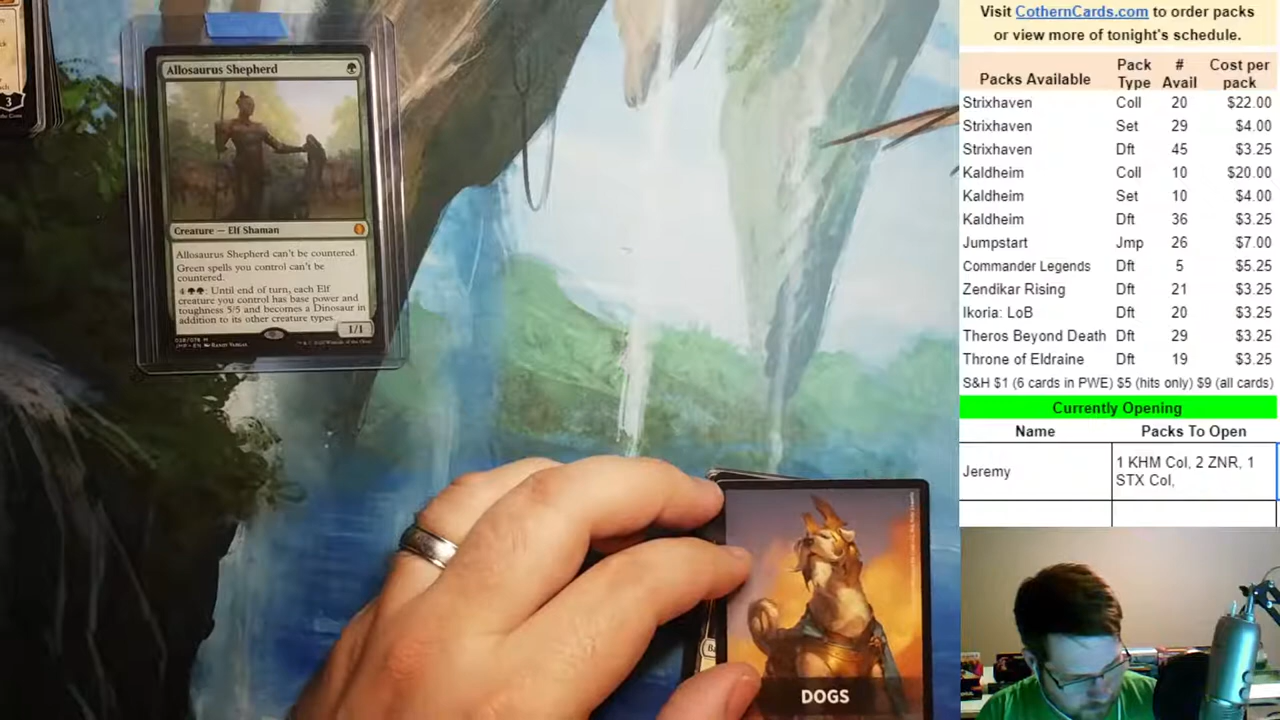 3
Allosaurus Shepherd
Creature — Elf Shaman
Allosaurus Shepherd can't be countered.
Green spells you control can't be
countered.
4: Until end of turn, each Elf
creature you control has base power and
toughness 5/5 and becomes a Dinosaur in
addition to its other creature types.
1/1
DOGS
Visit CothernCards.com to order packs
or view more of tonight's schedule.
Packs Available Pack Type # Avail Cost per pack
Strixhaven Coll 20 $22.00
Strixhaven Set 29 $4.00
Strixhaven Dft 45 $3.25
Kaldheim Coll 10 $20.00
Kaldheim Set 10 $4.00
Kaldheim Dft 36 $3.25
Jumpstart Jmp 26 $7.00
Commander Legends Dft 5 $5.25
Zendikar Rising Dft 21 $3.25
Ikoria: LoB Dft 20 $3.25
Theros Beyond Death Dft 29 $3.25
Throne of Eldraine Dft 19 $3.25
S&H $1 (6 cards in PWE) $5 (hits only) $9 (all cards)
Currently Opening
Name Packs To Open
Jeremy 1 KHM Col, 2 ZNR, 1
STX Col,